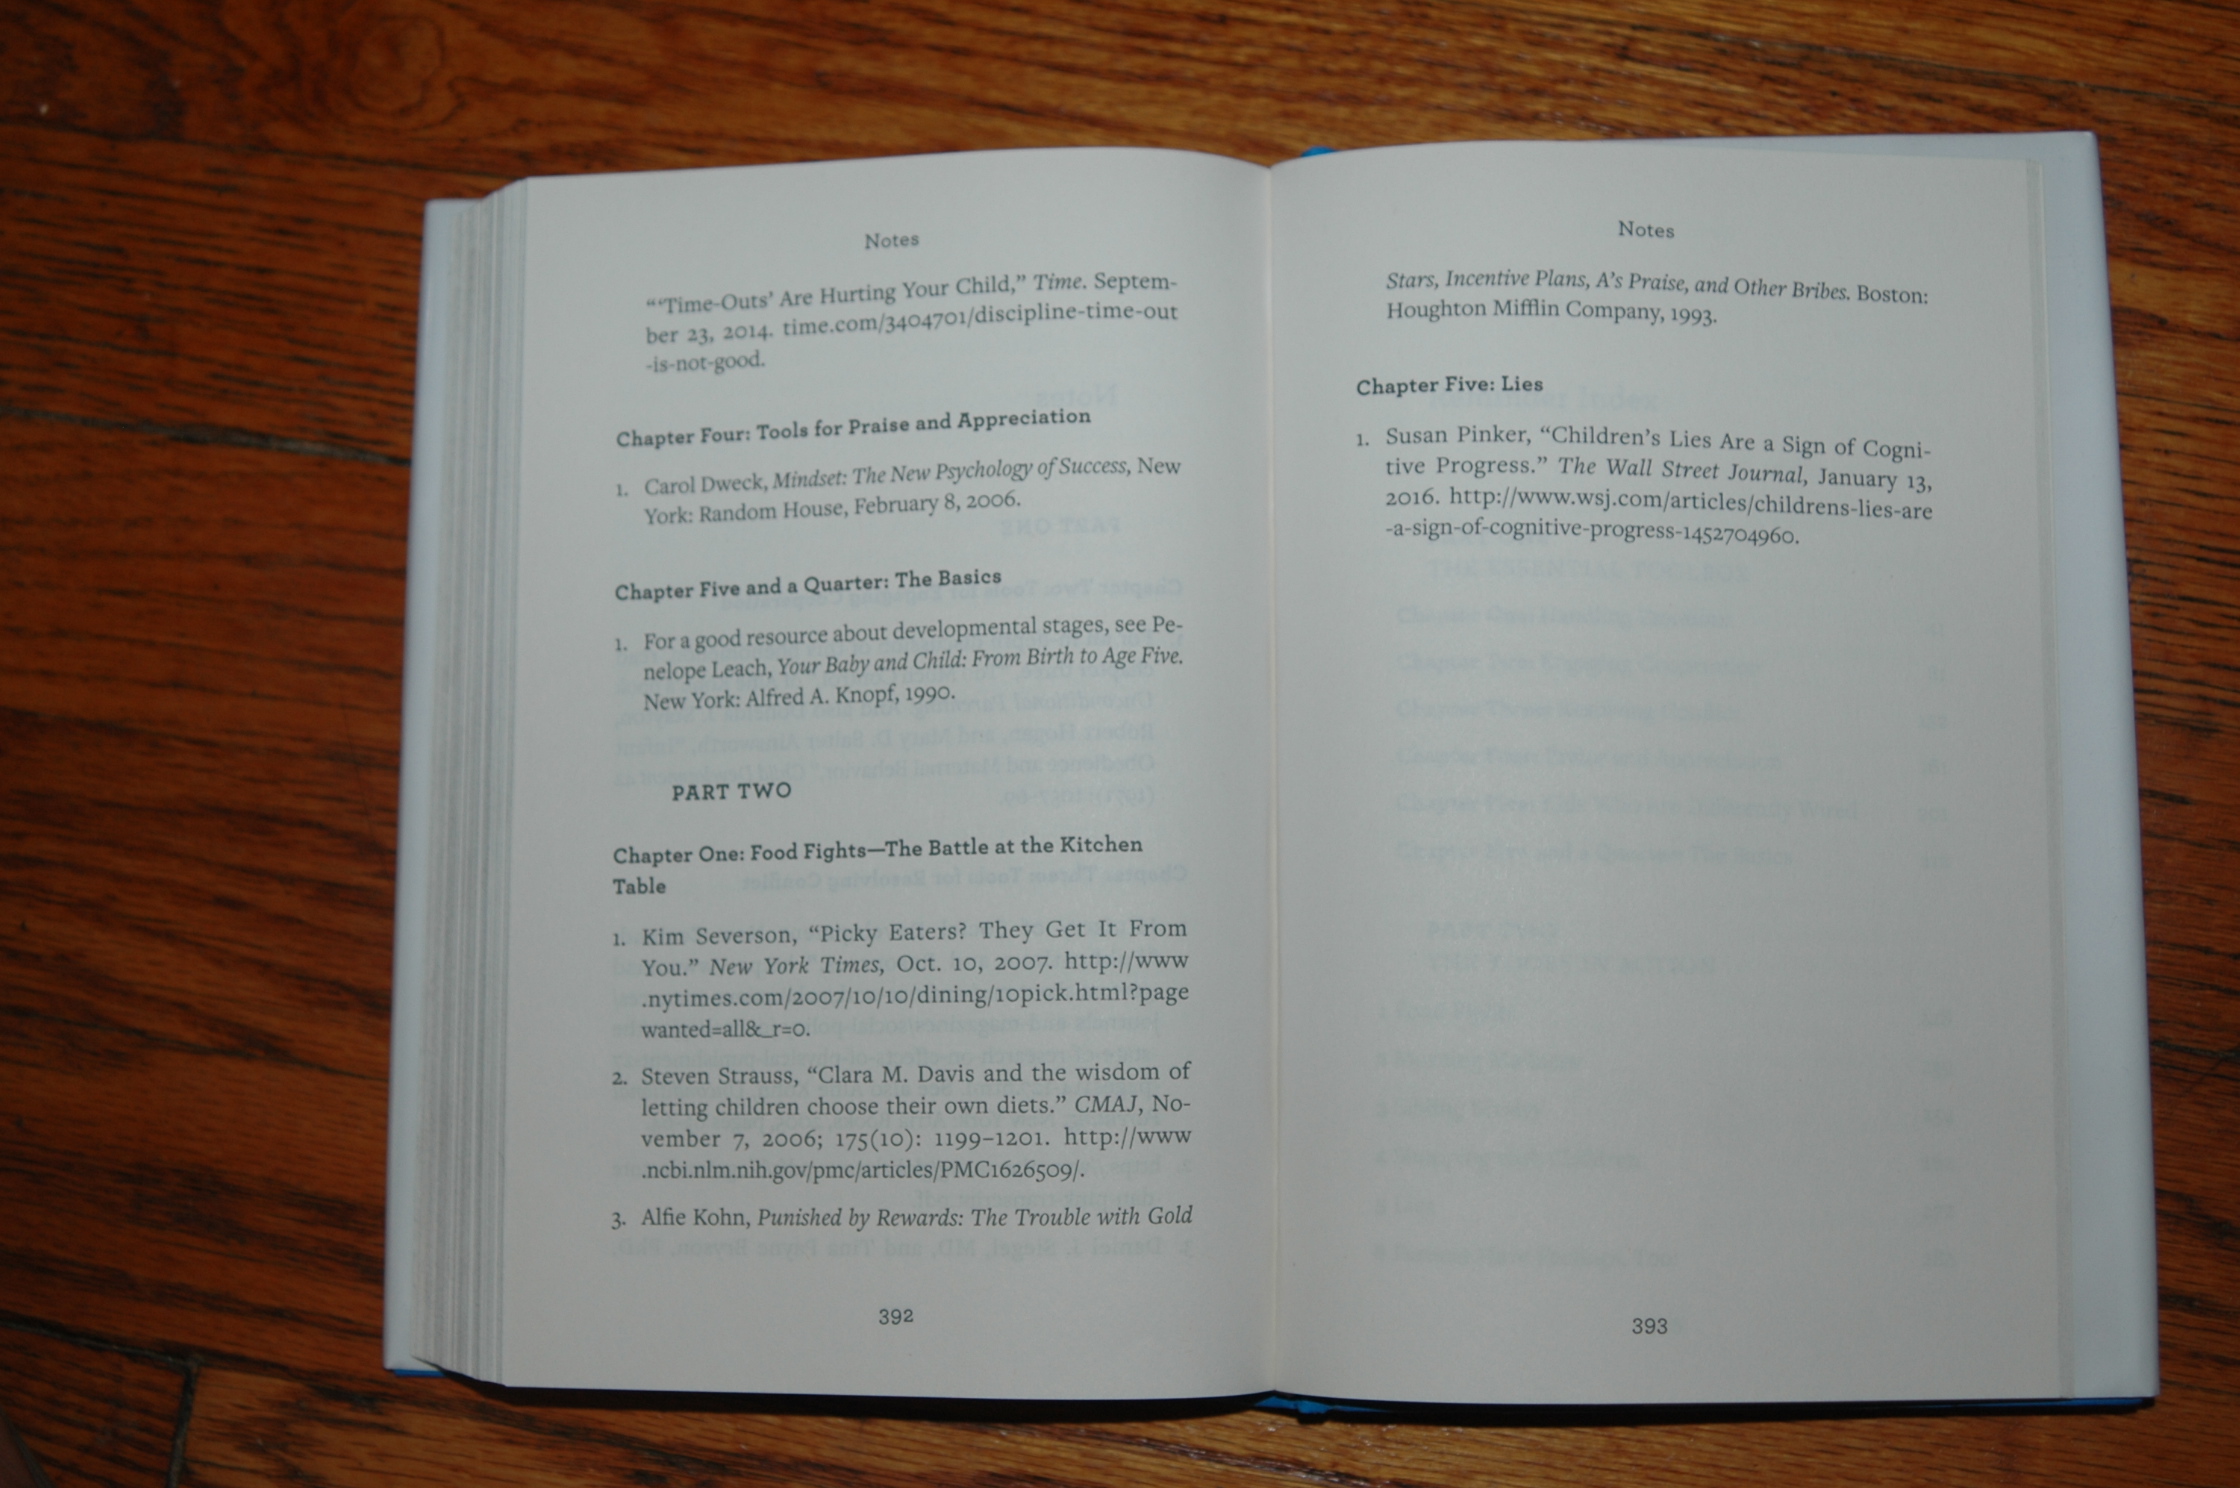 Notes
“‘Time-Outs’ Are Hurting Your Child,” Time. Septem-
ber 23, 2014. time.com/3404701/discipline-time-out
-is-not-good.
Chapter Four: Tools for Praise and Appreciation
1. Carol Dweck, Mindset: The New Psychology of Success, New
York: Random House, February 8, 2006.
Chapter Five and a Quarter: The Basics
1. For a good resource about developmental stages, see Pe-
nelope Leach, Your Baby and Child: From Birth to Age Five.
New York: Alfred A. Knopf, 1990.
PART TWO
Chapter One: Food Fights—The Battle at the Kitchen
Table
1. Kim Severson, “Picky Eaters? They Get It From
You.” New York Times, Oct. 10, 2007. http://www
.nytimes.com/2007/10/10/dining/10pick.html?page
wanted=all&_r=0.
2. Steven Strauss, “Clara M. Davis and the wisdom of
letting children choose their own diets.” CMAJ, No-
vember 7, 2006; 175(10): 1199–1201. http://www
.ncbi.nlm.nih.gov/pmc/articles/PMC1626509/.
3. Alfie Kohn, Punished by Rewards: The Trouble with Gold
392
Notes
Stars, Incentive Plans, A’s Praise, and Other Bribes. Boston:
Houghton Mifflin Company, 1993.
Chapter Five: Lies
1. Susan Pinker, “Children’s Lies Are a Sign of Cogni-
tive Progress.” The Wall Street Journal, January 13,
2016. http://www.wsj.com/articles/childrens-lies-are
-a-sign-of-cognitive-progress-1452704960.
393